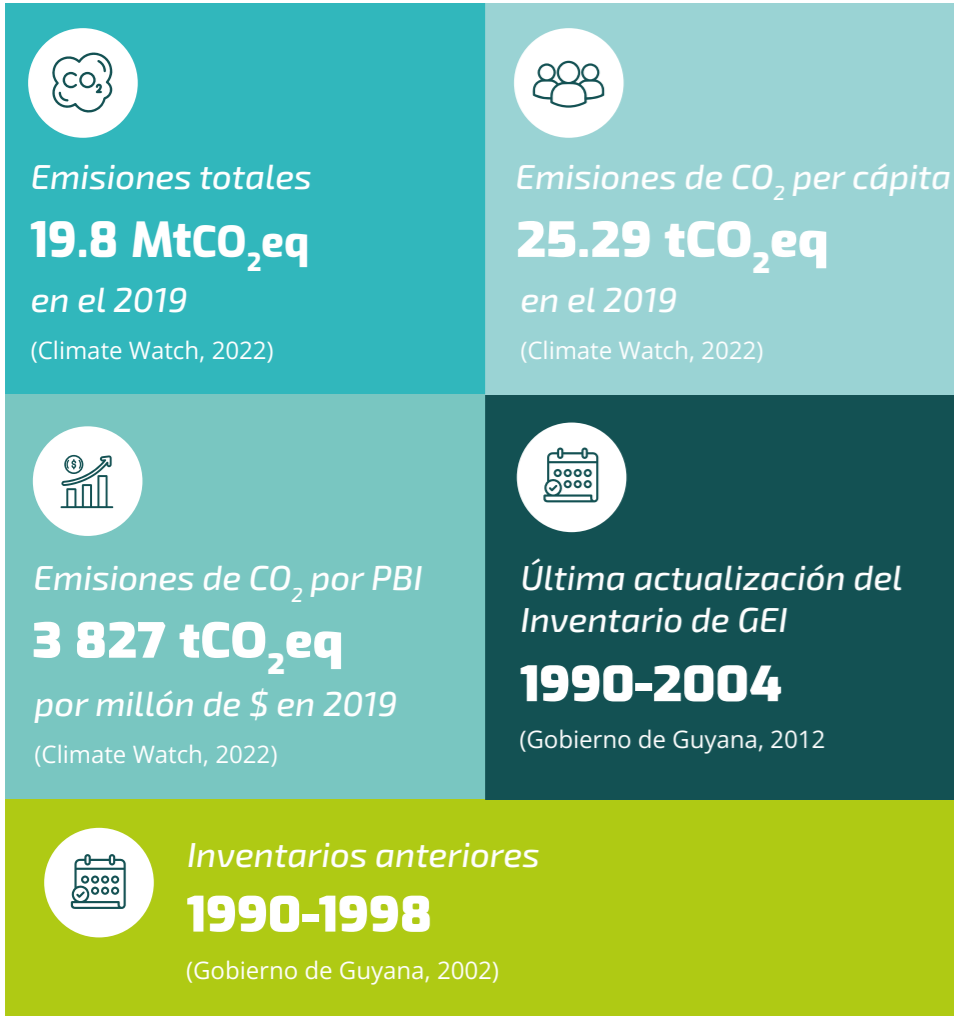 CO2
Emisiones totales
19.8 MtCO2eq
en el 2019
(Climate Watch, 2022)
Emisiones de CO2 per cápita
25.29 tCO2eq
en el 2019
(Climate Watch, 2022)
$
Emisiones de CO2 por PBI
3 827 tCO2eq
por millón de $ en 2019
(Climate Watch, 2022)
Última actualización del
Inventario de GEI
1990-2004
(Gobierno de Guyana, 2012
Inventarios anteriores
1990-1998
(Gobierno de Guyana, 2002)